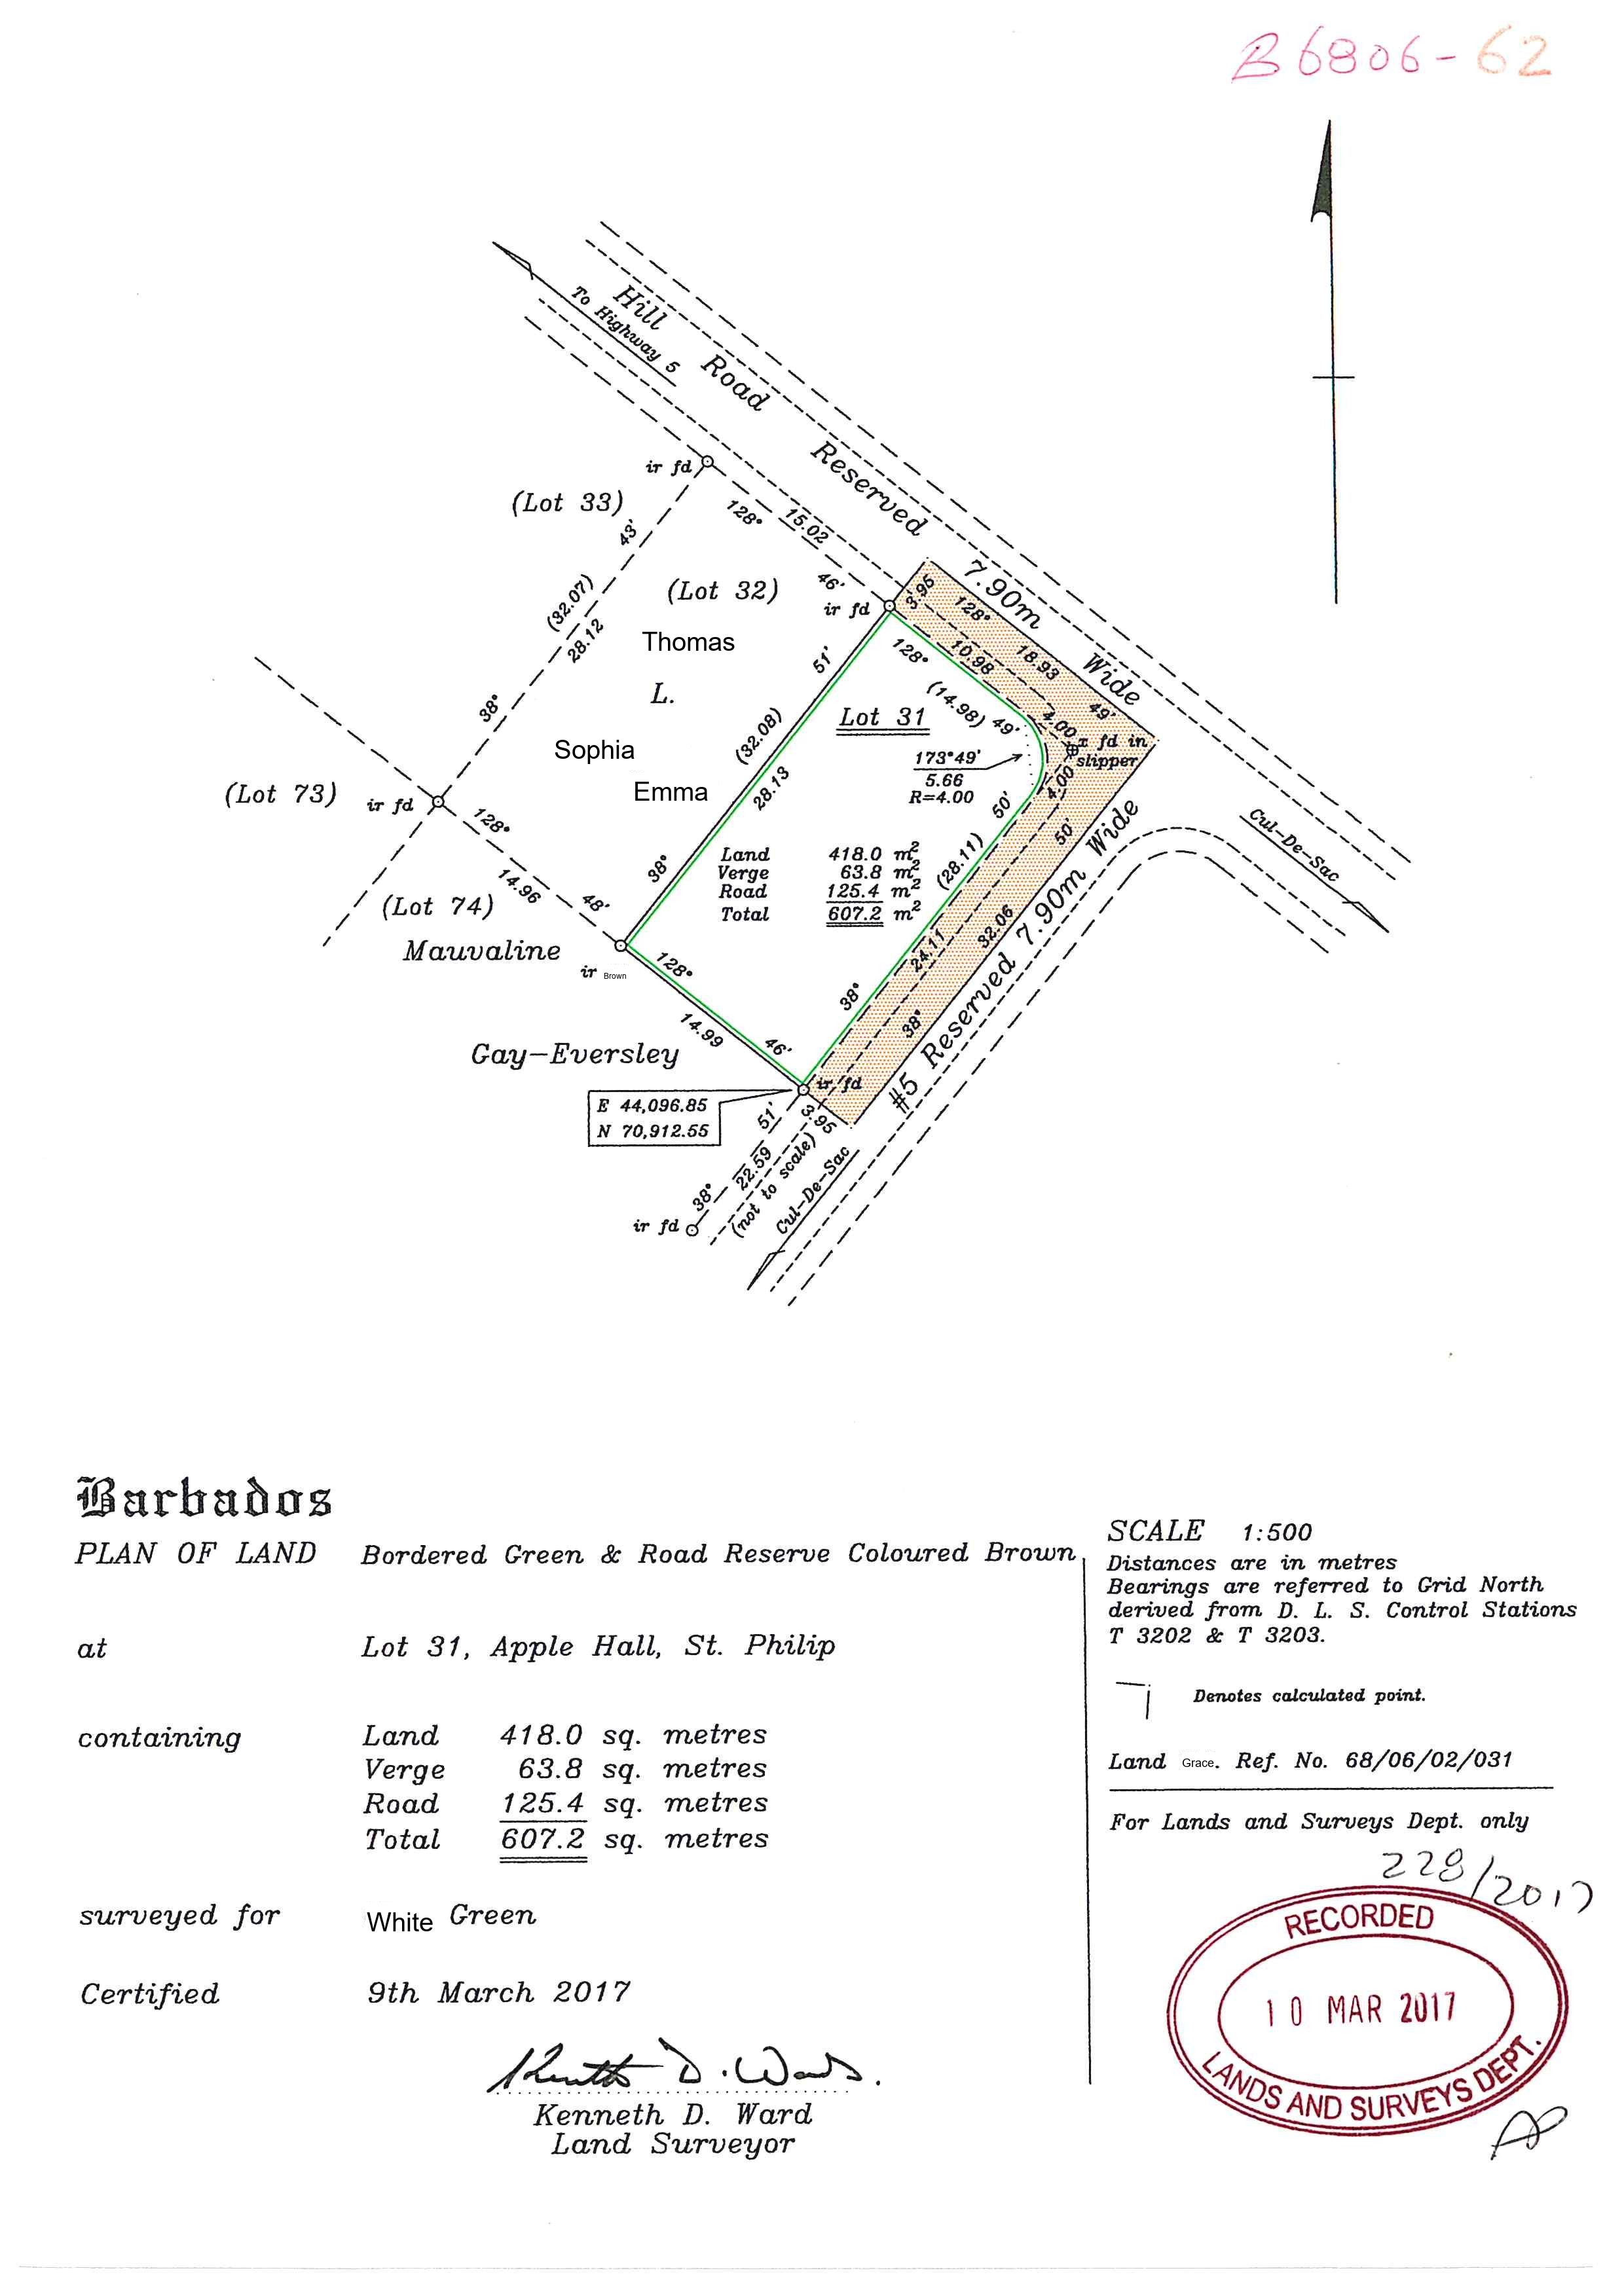 B6806-62
Hill Road Reserved 7.90m Wide
To Highway 5
ir fd
(Lot 33)
43'
128°
15.02
46'
(32.07)
28.12
38°
(Lot 32)
ir fd
3.95
128°
18.93
49'
Thomas
L.
Sophia
Emma
51'
(32.08)
28.13
38°
128°
10.98
(14.98)
49'
4.00
x fd in
slipper
Lot 31
173°49'
5.66
R=4.00
4.00
50'
50'
(28.11)
24.11
32.06
38°
38°
Land 418.0 m²
Verge 63.8 m²
Road 125.4 m²
Total 607.2 m²
(Lot 73)
ir fd
128°
14.96
48'
(Lot 74)
Mauvaline
ir Brown
128°
14.99
46'
Gay-Eversley
ir fd
E 44,096.85
N 70,912.55
3.95
51'
22.59
38°
(not to scale)
ir fd
Cul-De-Sac
#5 Reserved 7.90m Wide
Cul-De-Sac
Barbados
PLAN OF LAND Bordered Green & Road Reserve Coloured Brown
at Lot 31, Apple Hall, St. Philip
containing Land 418.0 sq. metres
Verge 63.8 sq. metres
Road 125.4 sq. metres
Total 607.2 sq. metres
surveyed for White Green
Certified 9th March 2017
Kenneth D. Ward.
Kenneth D. Ward
Land Surveyor
SCALE 1:500
Distances are in metres
Bearings are referred to Grid North
derived from D. L. S. Control Stations
T 3202 & T 3203.
Denotes calculated point.
Land Grace. Ref. No. 68/06/02/031
For Lands and Surveys Dept. only
228/2017
RECORDED
10 MAR 2017
LANDS AND SURVEYS DEPT.